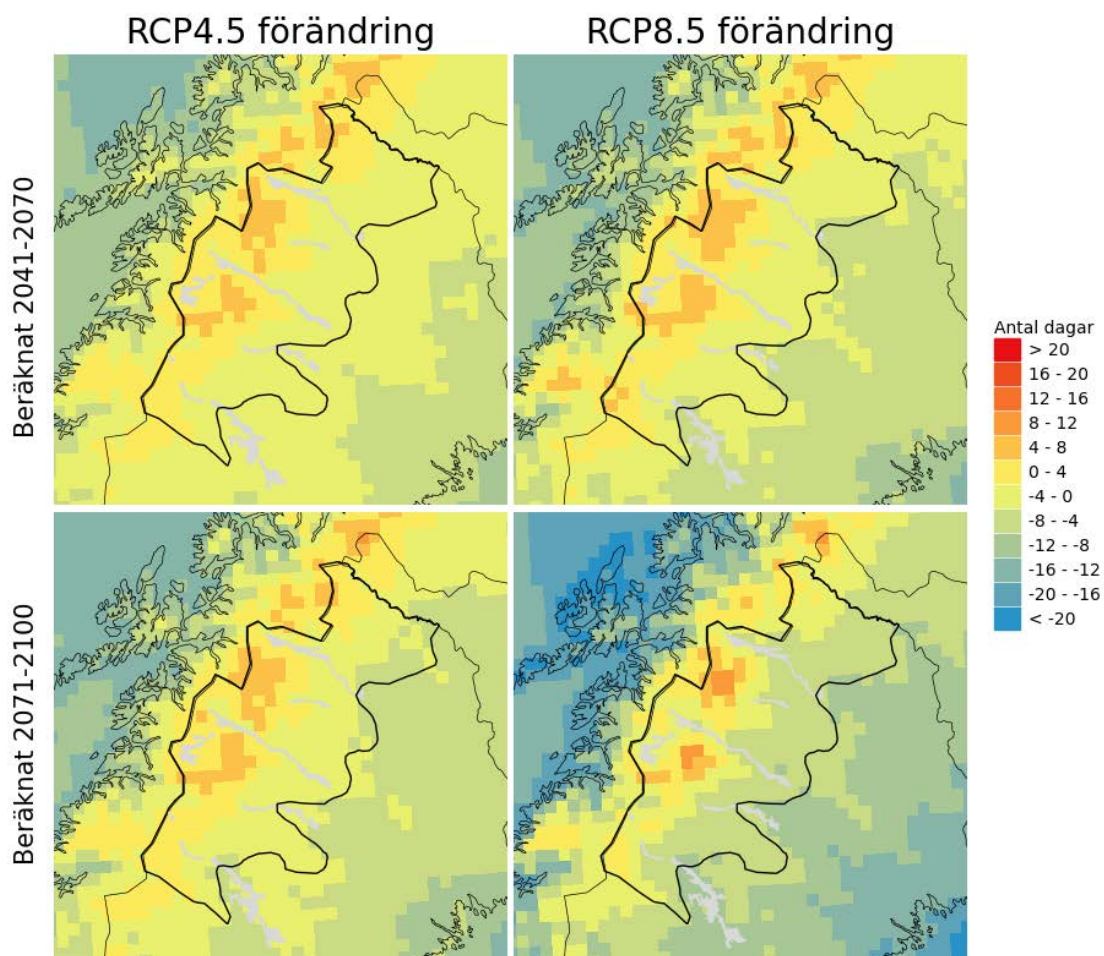 RCP4.5 förändring
RCP8.5 förändring
Beräknat 2041-2070
Beräknat 2071-2100
Antal dagar
> 20
16 - 20
12 - 16
8 - 12
4 - 8
0 - 4
-4 - 0
-8 - -4
-12 - -8
-16 - -12
-20 - -16
< -20